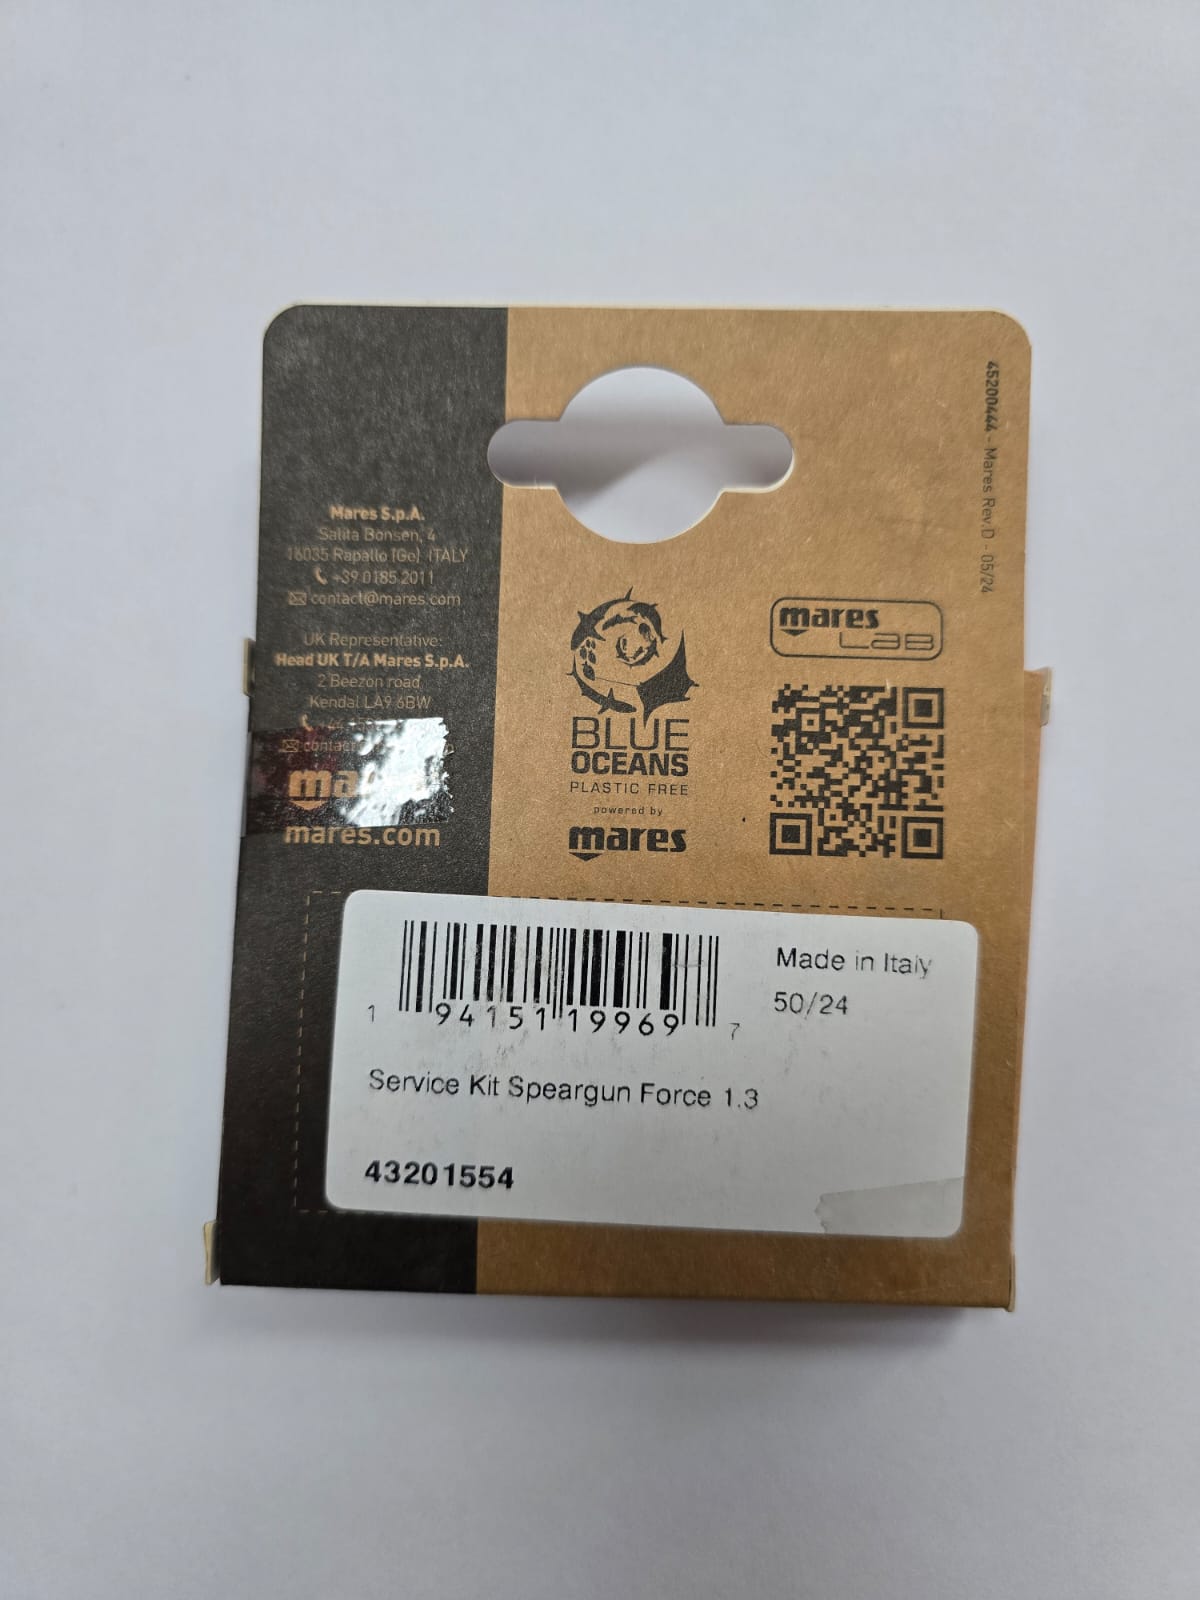 45200444 - Mares Rev.D - 05/24
Mares S.p.A.
Salita Bonsen, 4
16035 Rapallo (Ge) ITALY
+39 0185 2011
contact@mares.com
UK Representative:
Head UK T/A Mares S.p.A.
2 Beezon road
Kendal LA9 6BW
mares.com
BLUE
OCEANS
PLASTIC FREE
powered by
mares
mares
LAB
1 94151 19969 7
Made in Italy
50/24
Service Kit Speargun Force 1.3
43201554